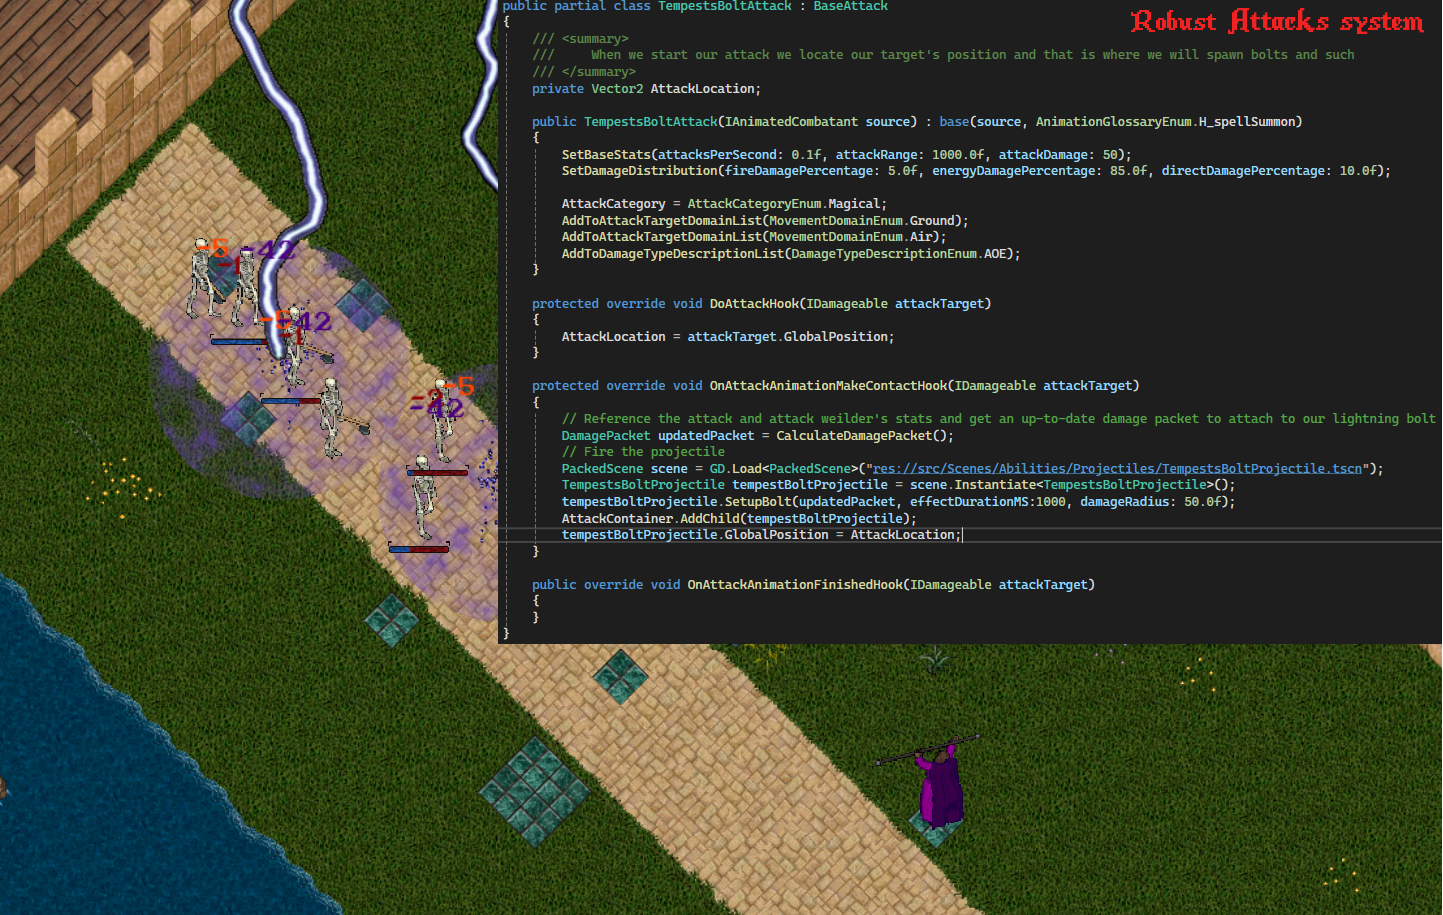 public partial class TempestsBoltAttack : BaseAttack
Robust Attacks system
{
/// <summary>
/// When we start our attack we locate our target's position and that is where we will spawn bolts and such
/// </summary>
private Vector2 AttackLocation;
public TempestsBoltAttack(IAnimatedCombatant source) : base(source, AnimationGlossaryEnum.H_spellSummon)
{
SetBaseStats(attacksPerSecond: 0.1f, attackRange: 1000.0f, attackDamage: 50);
SetDamageDistribution(fireDamagePercentage: 5.0f, energyDamagePercentage: 85.0f, directDamagePercentage: 10.0f);
AttackCategory = AttackCategoryEnum.Magical;
AddToAttackTargetDomainList(MovementDomainEnum.Ground);
AddToAttackTargetDomainList(MovementDomainEnum.Air);
AddToDamageTypeDescriptionList(DamageTypeDescriptionEnum.AOE);
}
protected override void DoAttackHook(IDamageable attackTarget)
{
AttackLocation = attackTarget.GlobalPosition;
}
protected override void OnAttackAnimationMakeContactHook(IDamageable attackTarget)
{
// Reference the attack and attack weilder's stats and get an up-to-date damage packet to attach to our lightning bolt
DamagePacket updatedPacket = CalculateDamagePacket();
// Fire the projectile
PackedScene scene = GD.Load<PackedScene>("res://src/Scenes/Abilities/Projectiles/TempestsBoltProjectile.tscn");
TempestsBoltProjectile tempestBoltProjectile = scene.Instantiate<TempestsBoltProjectile>();
tempestBoltProjectile.SetupBolt(updatedPacket, effectDurationMS:1000, damageRadius: 50.0f);
AttackContainer.AddChild(tempestBoltProjectile);
tempestBoltProjectile.GlobalPosition = AttackLocation;
}
public override void OnAttackAnimationFinishedHook(IDamageable attackTarget)
{
}
}
-5
-42
-1
-42
-1
-5
-42